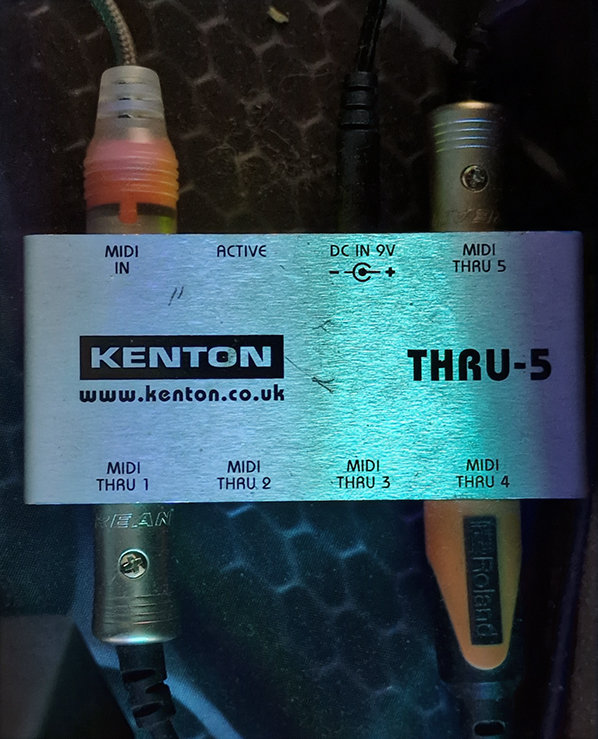 MIDI IN
ACTIVE
DC IN 9V
- +
MIDI THRU 5
KENTON
www.kenton.co.uk
THRU-5
MIDI THRU 1
MIDI THRU 2
MIDI THRU 3
MIDI THRU 4
REAN
Roland